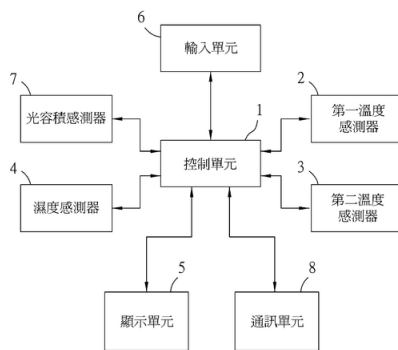 6
輸入單元
7
光容積感測器
1
控制單元
2
第一溫度
感測器
4
濕度感測器
3
第二溫度
感測器
5
顯示單元
8
通訊單元